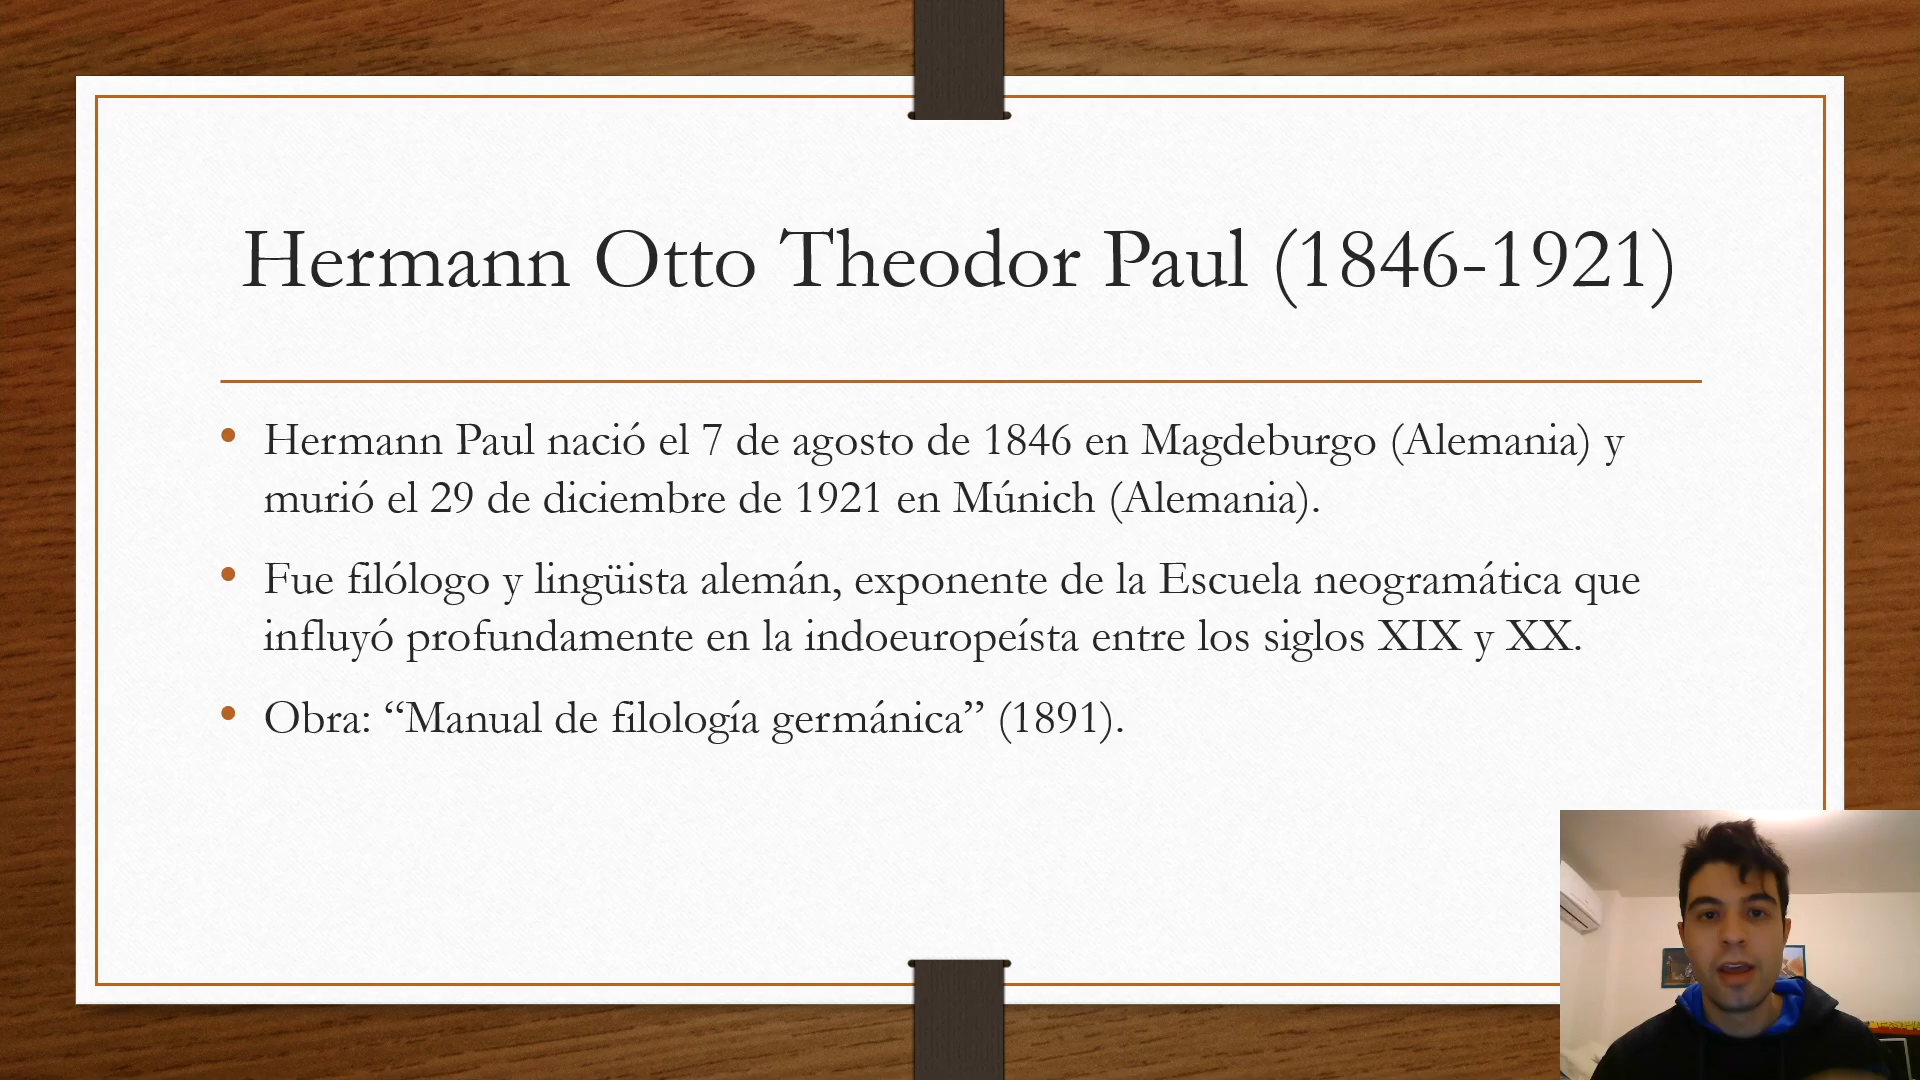 Hermann Otto Theodor Paul (1846-1921)
• Hermann Paul nació el 7 de agosto de 1846 en Magdeburgo (Alemania) y
murió el 29 de diciembre de 1921 en Múnich (Alemania).
• Fue filólogo y lingüista alemán, exponente de la Escuela neogramática que
influyó profundamente en la indoeuropeísta entre los siglos XIX y XX.
• Obra: “Manual de filología germánica” (1891).